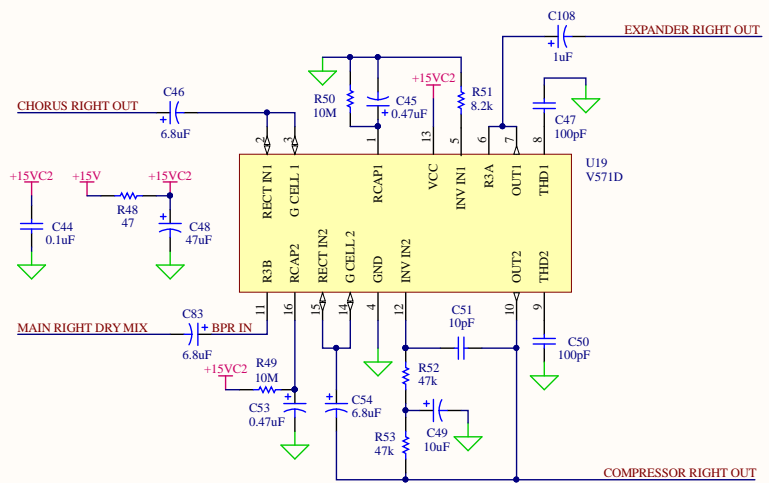 C108
EXPANDER RIGHT OUT
+
1uF
C46
CHORUS RIGHT OUT
+
6.8uF
R50
10M
C45
+
0.47uF
+15VC2
R51
8.2k
C47
100pF
2
3
1
13
5
6
7
8
U19
V571D
RECT IN1
G CELL 1
RCAP1
VCC
INV IN1
R3A
OUT1
THD1
+15VC2
+15V
+15VC2
R48
47
C44
0.1uF
+
C48
47uF
R3B
RCAP2
RECT IN2
G CELL 2
GND
INV IN2
OUT2
THD2
11
16
15
14
4
12
10
9
C83
MAIN RIGHT DRY MIX
+
BPR IN
6.8uF
C51
10pF
C50
100pF
+15VC2
R49
10M
R52
47k
C53
+
0.47uF
+
C54
6.8uF
R53
47k
+
C49
10uF
COMPRESSOR RIGHT OUT